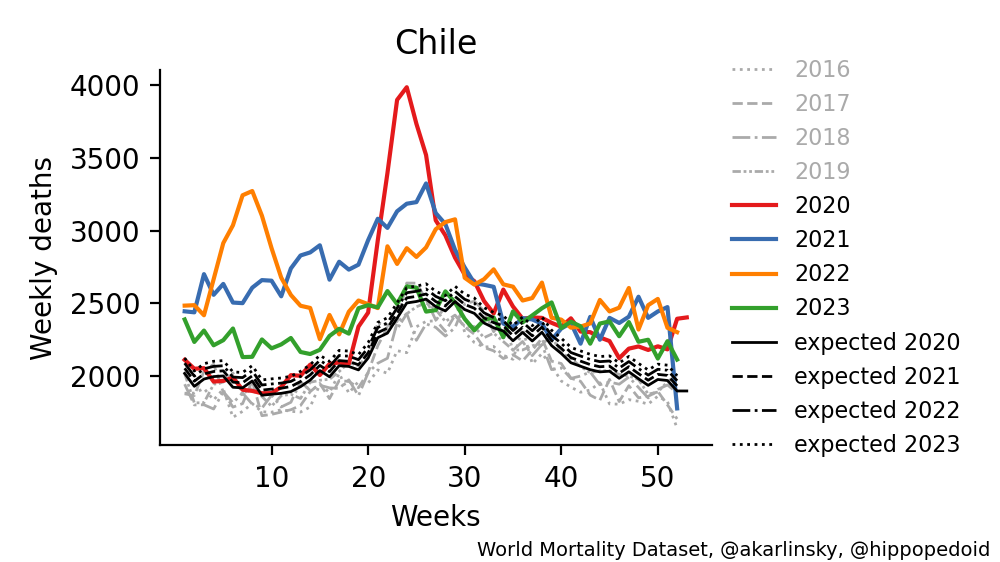 Chile
Weekly deaths
4000
3500
3000
2500
2000
10 20 30 40 50
Weeks
2016
2017
2018
2019
2020
2021
2022
2023
expected 2020
expected 2021
expected 2022
expected 2023
World Mortality Dataset, @akarlinsky, @hippopedoid